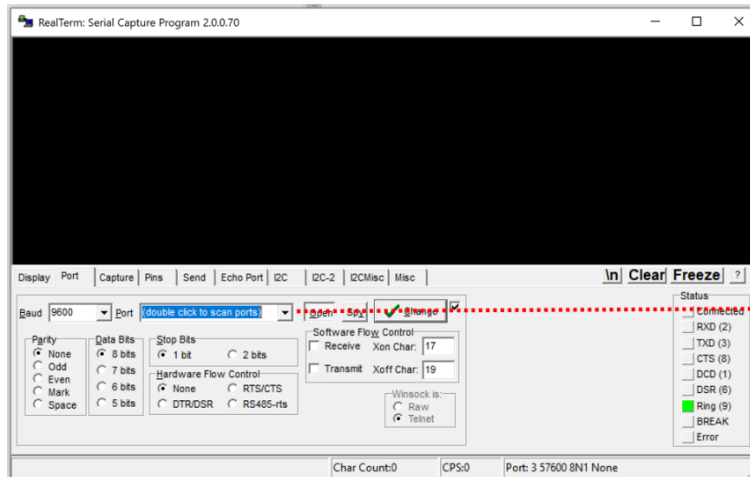 RealTerm: Serial Capture Program 2.0.0.70
Display Port Capture Pins Send Echo Port I2C I2C-2 I2CMisc Misc \n Clear Freeze ?
Baud 9600 Port (double click to scan ports) Open Spy Change
Parity
None
Odd
Even
Mark
Space
Data Bits
8 bits
7 bits
6 bits
5 bits
Stop Bits
1 bit 2 bits
Hardware Flow Control
None RTS/CTS
DTR/DSR RS485-rts
Software Flow Control
Receive Xon Char: 17
Transmit Xoff Char: 19
Winsock is:
Raw
Telnet
Status
Connected
RXD (2)
TXD (3)
CTS (8)
DCD (1)
DSR (6)
Ring (9)
BREAK
Error
Char Count:0 CPS:0 Port: 3 57600 8N1 None